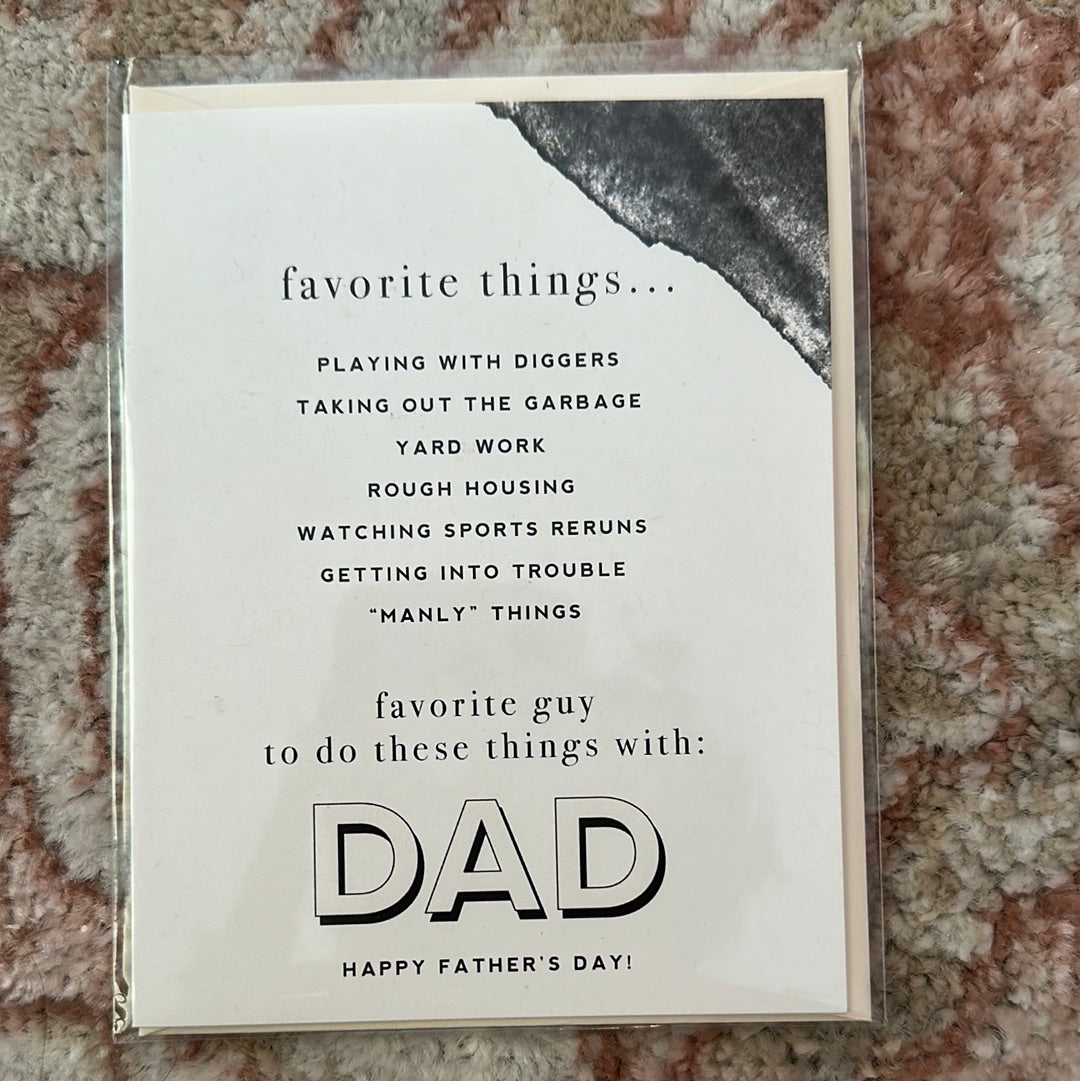 favorite things...
PLAYING WITH DIGGERS
TAKING OUT THE GARBAGE
YARD WORK
ROUGH HOUSING
WATCHING SPORTS RERUNS
GETTING INTO TROUBLE
“MANLY” THINGS
favorite guy
to do these things with:
DAD
HAPPY FATHER'S DAY!